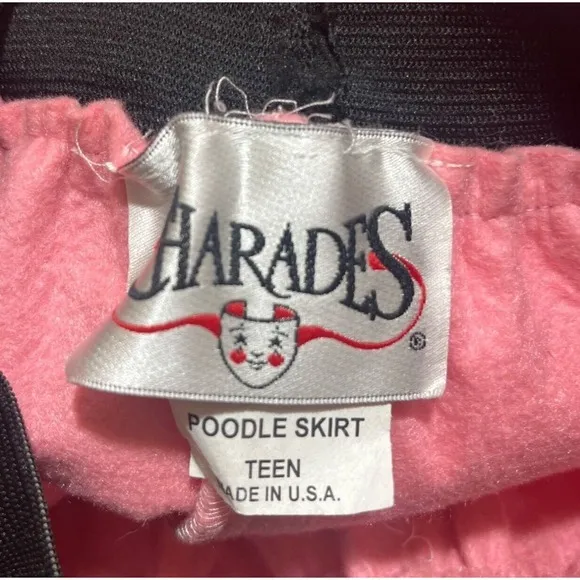 CHARADES®
POODLE SKIRT
TEEN
MADE IN U.S.A.